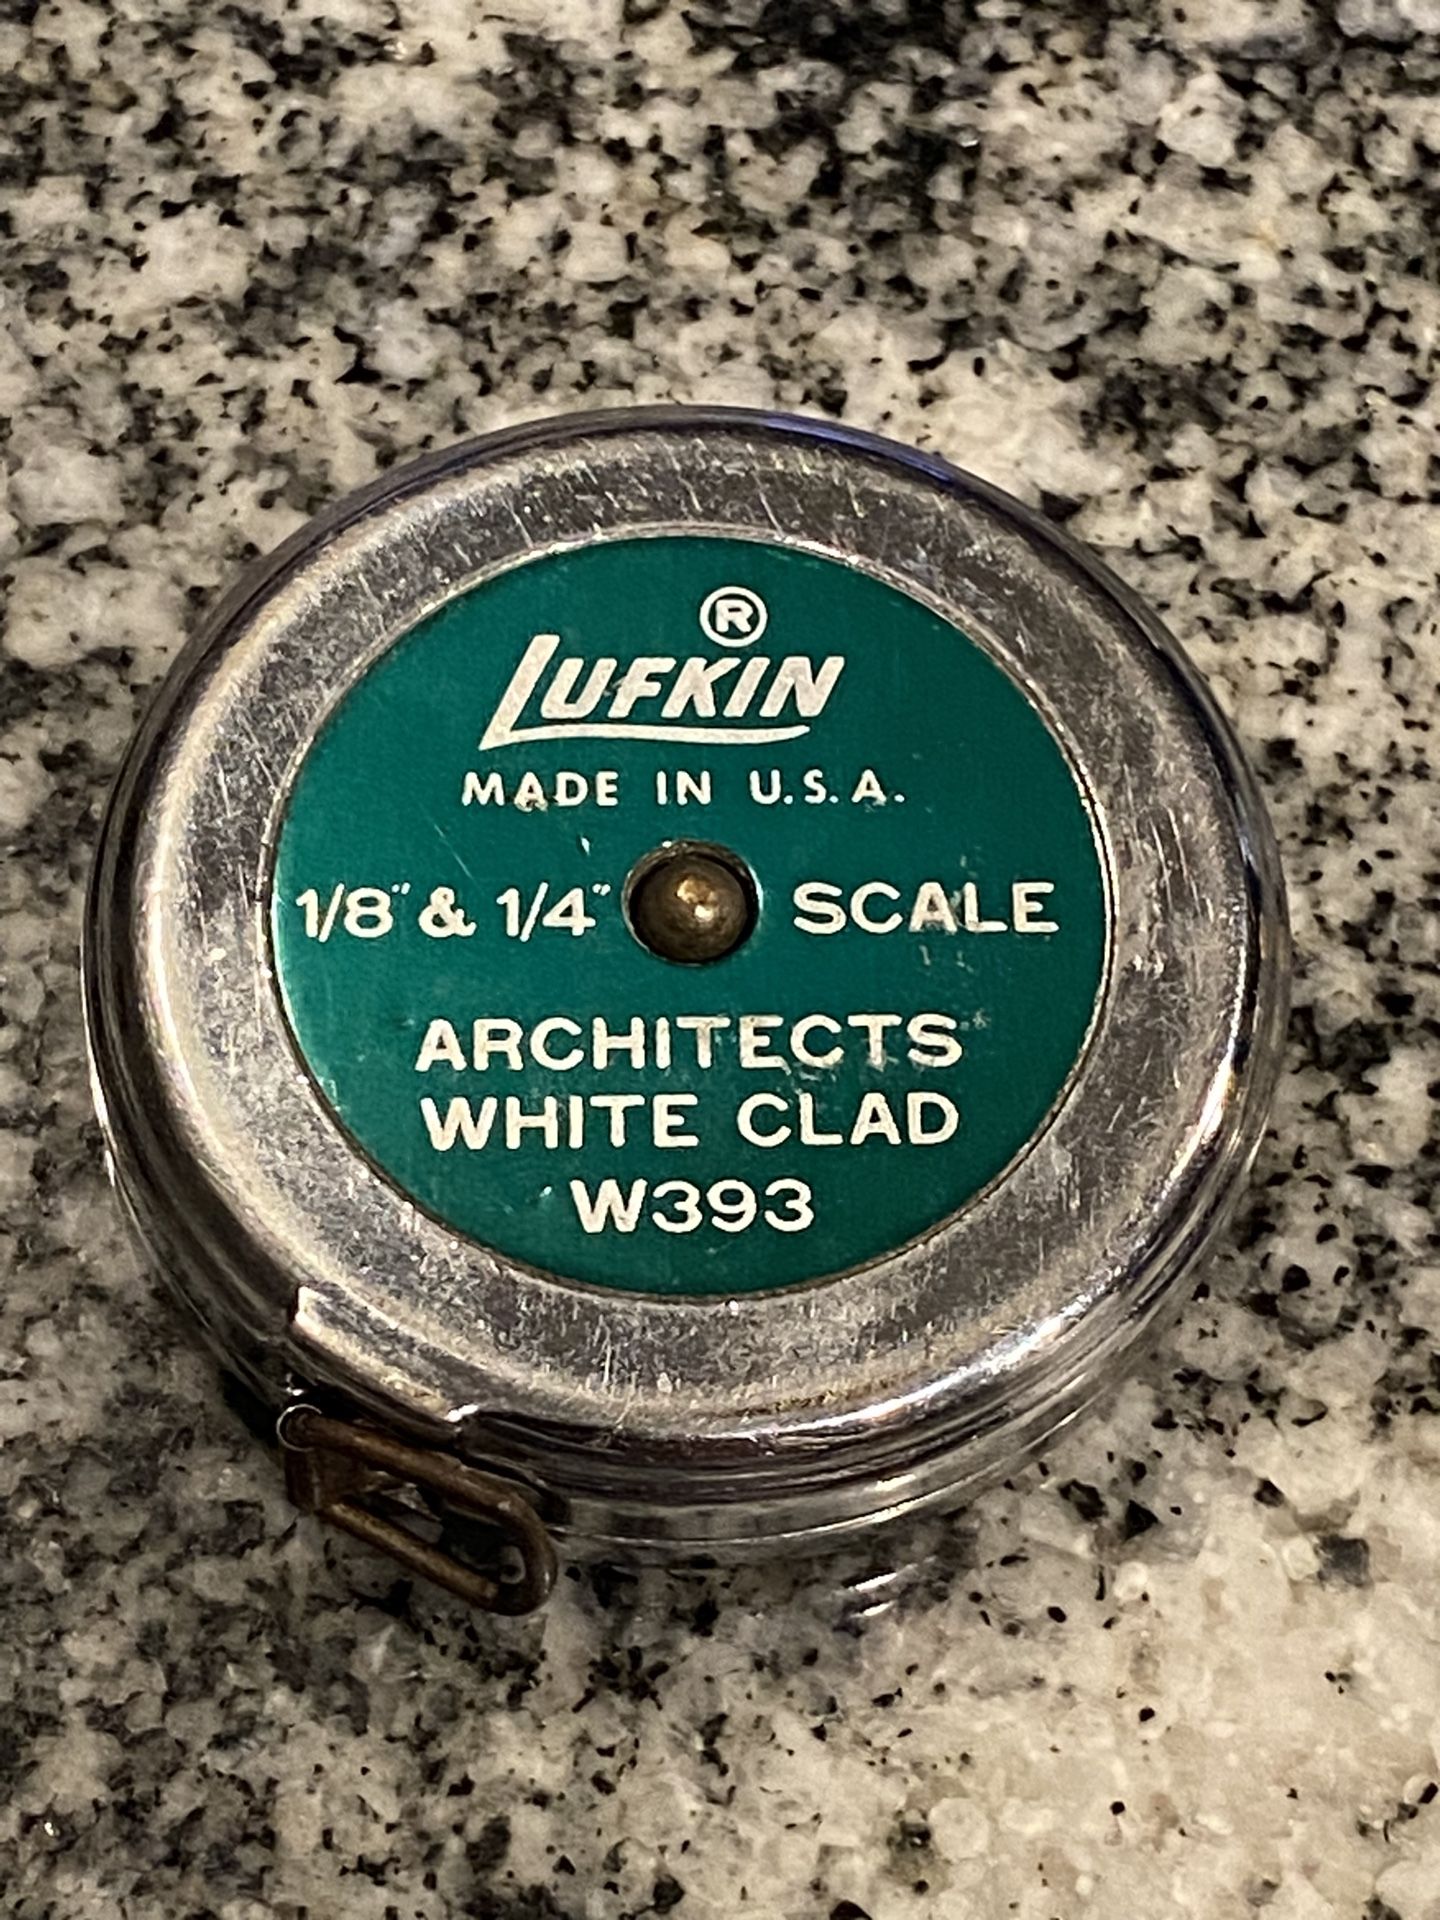 ®
LUFKIN
MADE IN U.S.A.
1/8" & 1/4" SCALE
ARCHITECTS
WHITE CLAD
W393